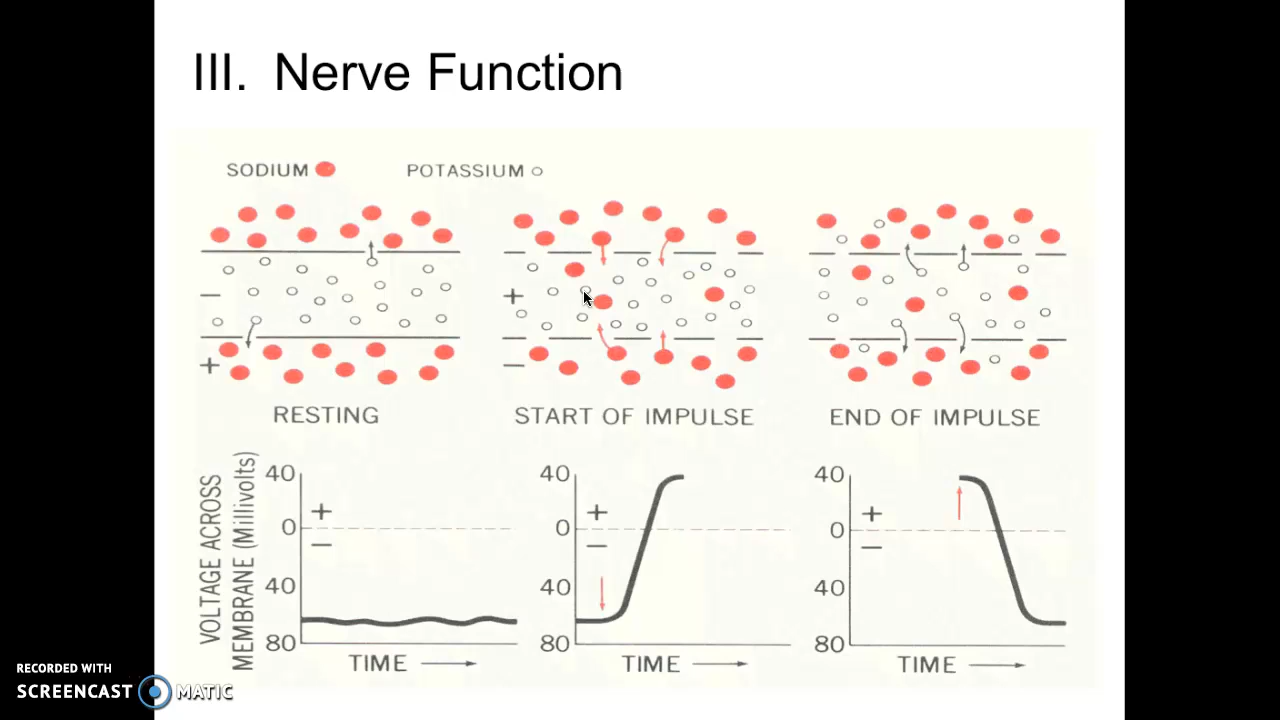 III. Nerve Function
SODIUM
POTASSIUM
−
+
+
−
RESTING
START OF IMPULSE
END OF IMPULSE
VOLTAGE ACROSS
MEMBRANE (Millivolts)
40
+
0
−
40
80
TIME
40
+
0
−
40
80
TIME
40
+
0
−
40
80
TIME
RECORDED WITH
SCREENCAST MATIC